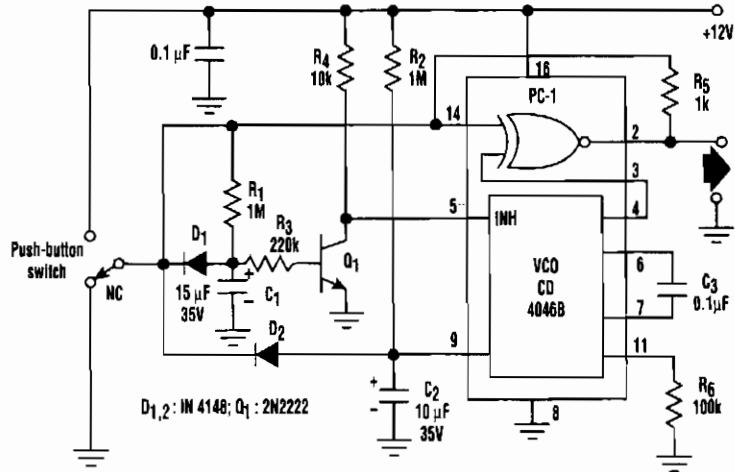 +12V
0.1 µF
R4
10k
R2
1M
16
PC-1
R5
1k
14
2
3
R1
1M
5
INH
4
Push-button
switch
NC
D1
R3
220k
Q1
VCO
CD
4046B
6
C3
0.1µF
7
15 µF
35V
C1
D2
9
11
D1,2 : IN 4148; Q1 : 2N2222
+
-
C2
10 µF
35V
8
R6
100k